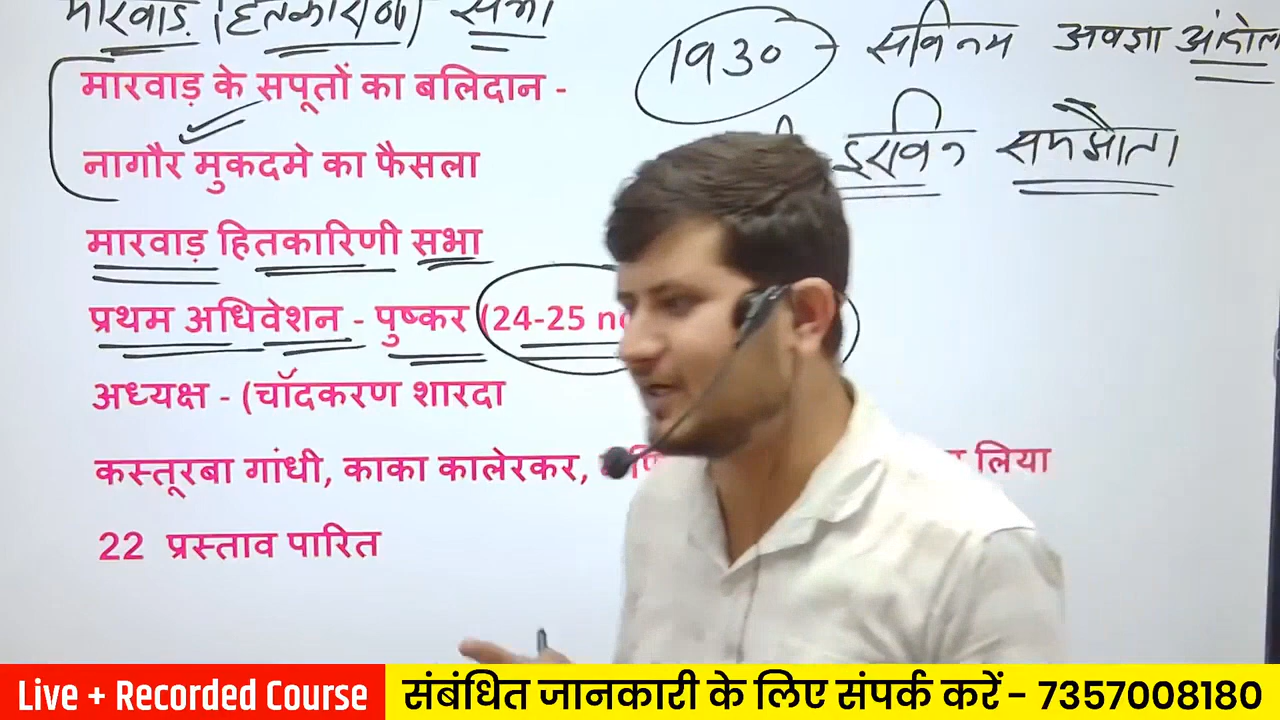 मारवाड़ हितकारीणी सभा
1930 - सविनय अवज्ञा आंदोल
मारवाड़ के सपूतों का बलिदान -
इरविन समझौता
नागौर मुकदमे का फैसला
मारवाड़ हितकारिणी सभा
प्रथम अधिवेशन - पुष्कर (24-25 no
अध्यक्ष - (चॉदकरण शारदा
कस्तूरबा गांधी, काका कालेरकर, लिया
22 प्रस्ताव पारित
Live + Recorded Course संबंधित जानकारी के लिए संपर्क करें - 7357008180